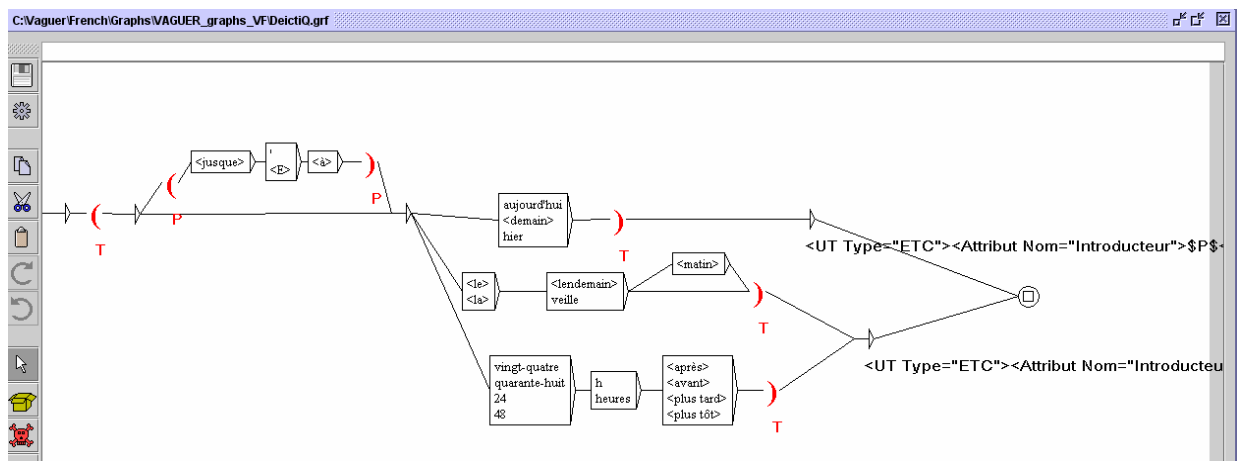 C:\Vaguer\French\Graphs\VAGUER_graphs_VF\DeictiQ.grf
<jusque>
'
<E>
<à>
(
P
)
P
(
T
aujourd'hui
<demain>
hier
)
T
<UT Type="ETC"><Attribut Nom="Introducteur">$P$<
<le>
<la>
<lendemain>
veille
<matin>
)
T
<UT Type="ETC"><Attribut Nom="Introducteu
vingt-quatre
quarante-huit
24
48
h
heures
<après>
<avant>
<plus tard>
<plus tôt>
)
T